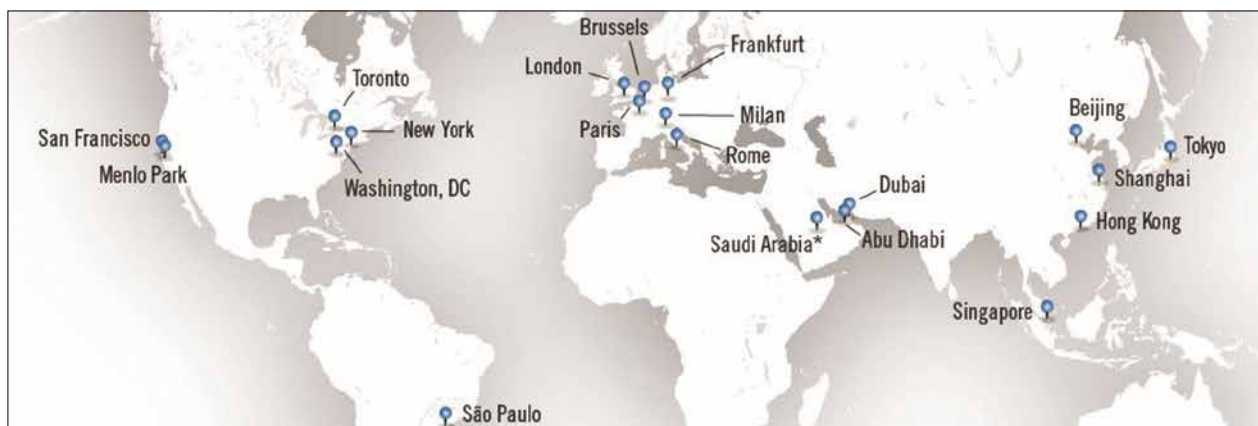 Brussels
Frankfurt
London
Toronto
Beijing
San Francisco
New York
Paris
Milan
Tokyo
Menlo Park
Rome
Shanghai
Washington, DC
Dubai
Hong Kong
Saudi Arabia*
Abu Dhabi
Singapore
São Paulo